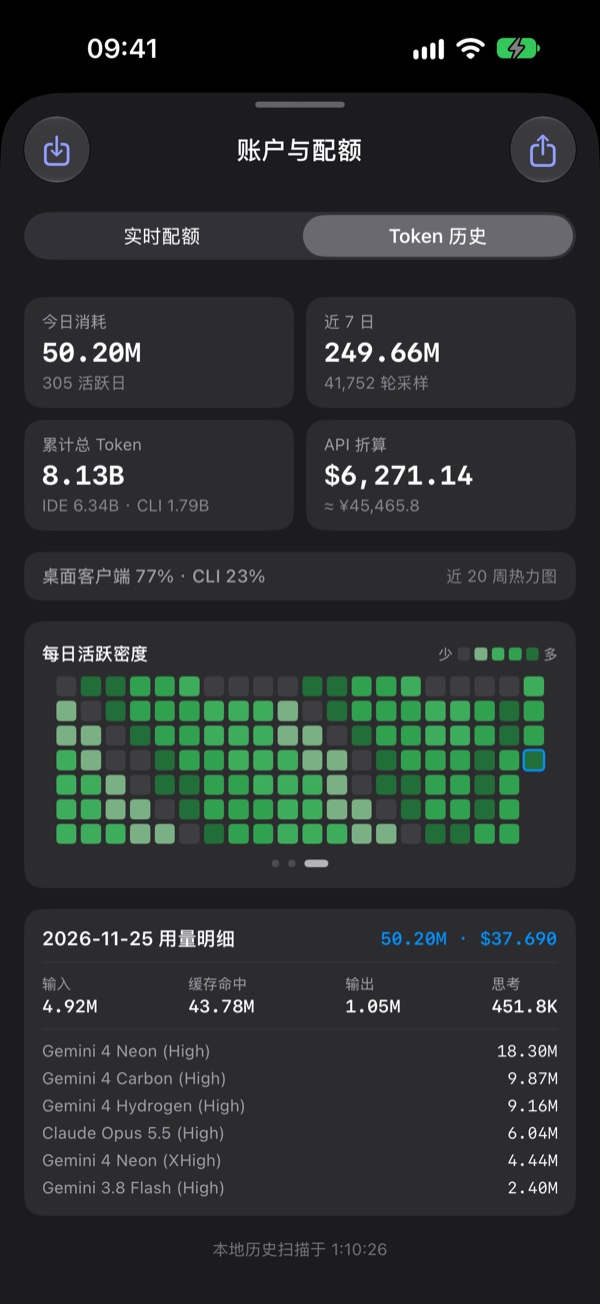 09:41
账户与配额
实时配额
Token 历史
今日消耗
50.20M
305 活跃日
近 7 日
249.66M
41,752 轮采样
累计总 Token
8.13B
IDE 6.34B · CLI 1.79B
API 折算
$6,271.14
≈ ¥45,465.8
桌面客户端 77% · CLI 23%
近 20 周热力图
每日活跃密度
少
多
2026-11-25 用量明细
50.20M · $37.690
输入
4.92M
缓存命中
43.78M
输出
1.05M
思考
451.8K
Gemini 4 Neon (High)
18.30M
Gemini 4 Carbon (High)
9.87M
Gemini 4 Hydrogen (High)
9.16M
Claude Opus 5.5 (High)
6.04M
Gemini 4 Neon (XHigh)
4.44M
Gemini 3.8 Flash (High)
2.40M
本地历史扫描于 1:10:26